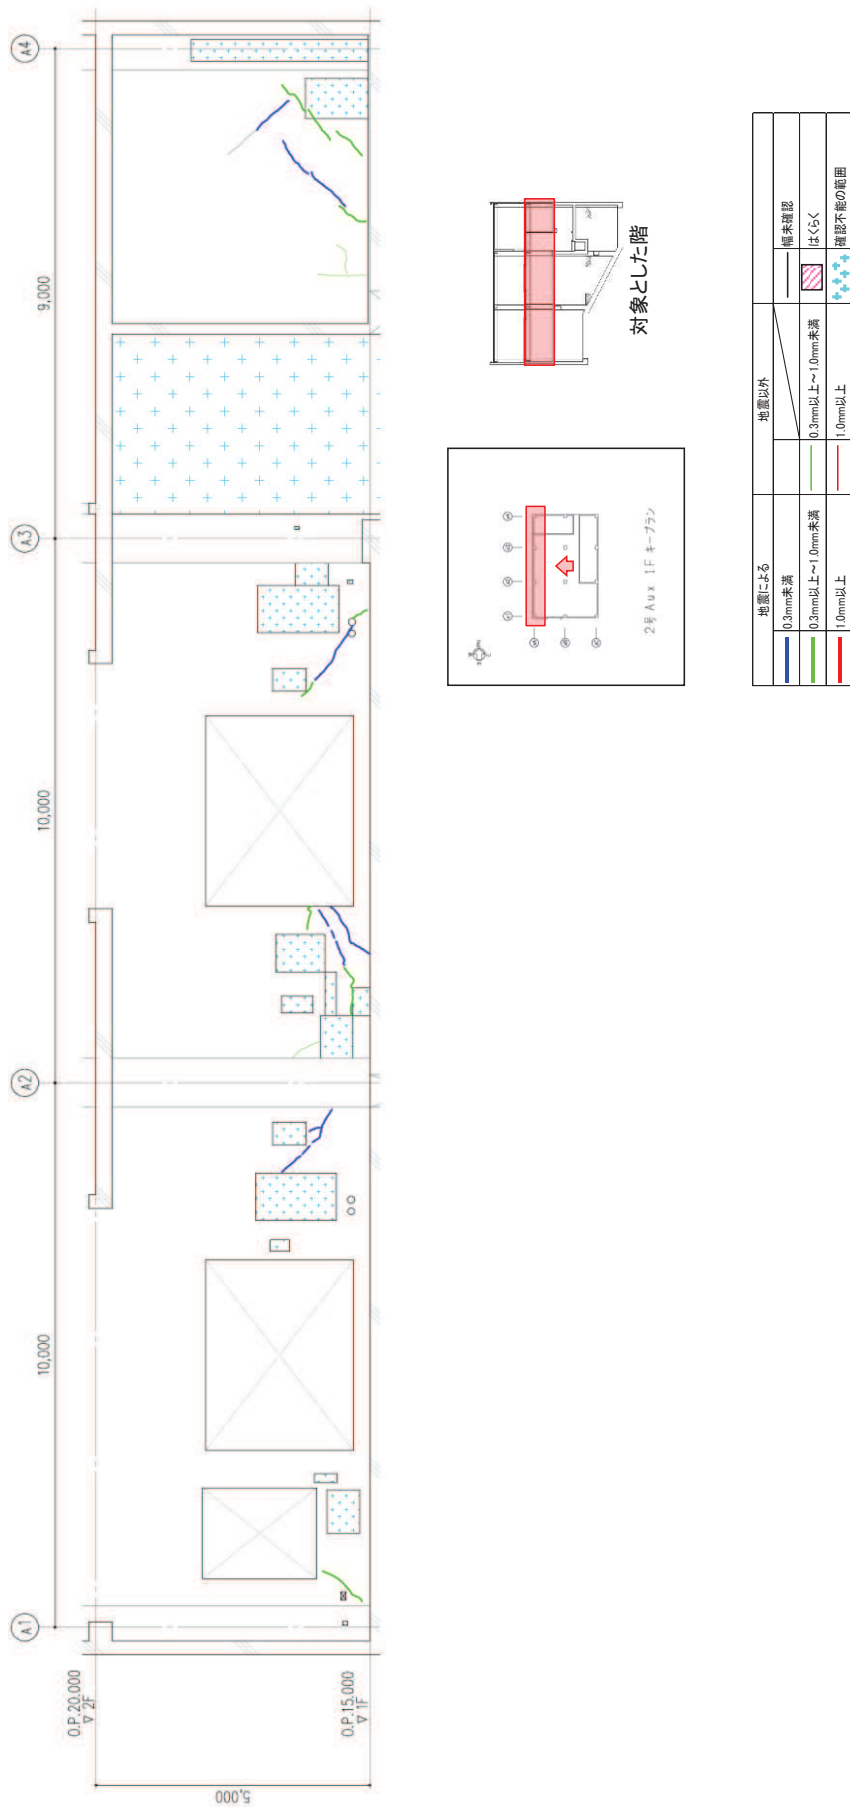 A1
A2
A3
A4
10,000
10,000
9,000
O.P.20.000
▽ 2F
O.P.15.000
▽ 1F
5,000
2号 Aux 1F キープラン
対象とした階
地震による
地震以外
0.3mm未満
幅未確認
0.3mm以上～1.0mm未満
0.3mm以上～1.0mm未満
はくらく
1.0mm以上
1.0mm以上
確認不能の範囲